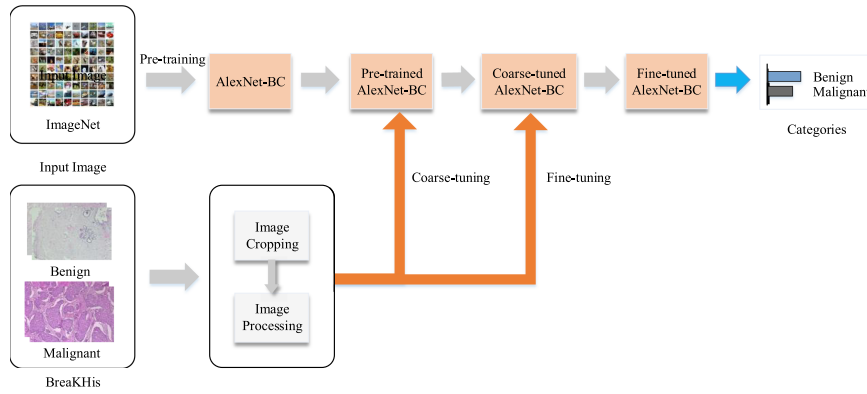 Input Image
ImageNet
Input Image
Pre-training
AlexNet-BC
Pre-trained
AlexNet-BC
Coarse-tuned
AlexNet-BC
Fine-tuned
AlexNet-BC
Benign
Malignant
Categories
Coarse-tuning
Fine-tuning
Benign
Malignant
BreaKHis
Image
Cropping
Image
Processing